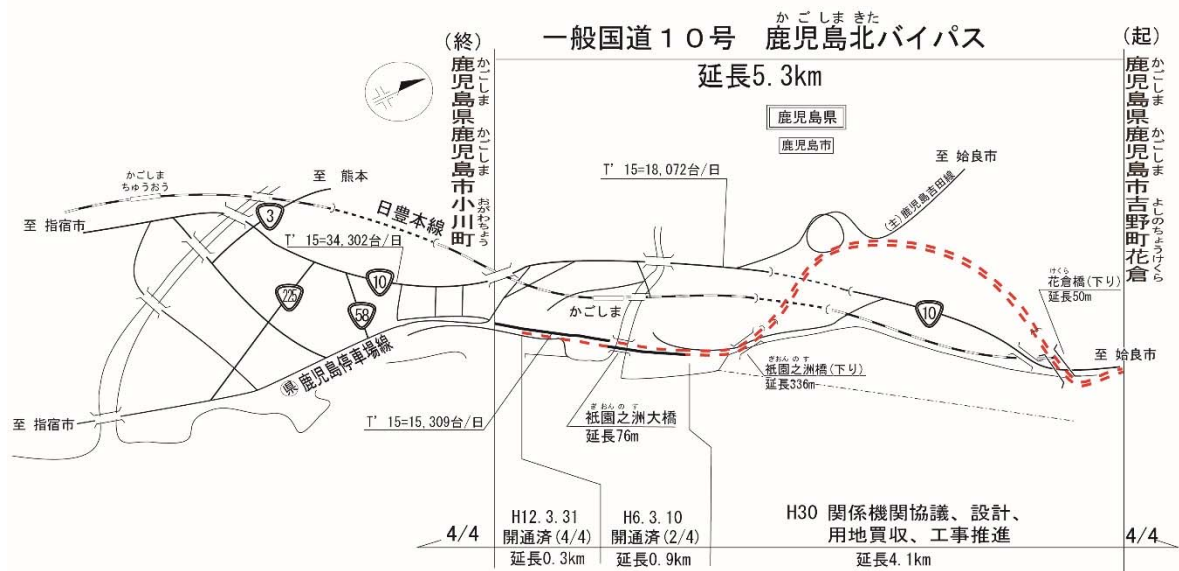 一般国道10号 鹿児島北バイパス
かごしまきた
延長5.3km
(終)
鹿児島県鹿児島市小川町
かごしま かごしま おがわちょう
(起)
鹿児島県鹿児島市吉野町花倉
かごしま かごしま よしのちょうけくら
鹿児島県
鹿児島市
至 姶良市
(主)鹿児島吉田線
T' 15=18,072台/日
かごしま
ちゅうおう
至 熊本
3
日豊本線
至 指宿市
T' 15=34,302台/日
10
225
58
かごしま
10
けくら
花倉橋(下り)
延長50m
至 姶良市
県 鹿児島停車場線
ぎおんのす
祇園之洲橋(下り)
延長336m
至 指宿市
T' 15=15,309台/日
ぎおんのす
祇園之洲大橋
延長76m
4/4
H12.3.31
開通済(4/4)
延長0.3km
H6.3.10
開通済(2/4)
延長0.9km
H30 関係機関協議、設計、
用地買収、工事推進
延長4.1km
4/4